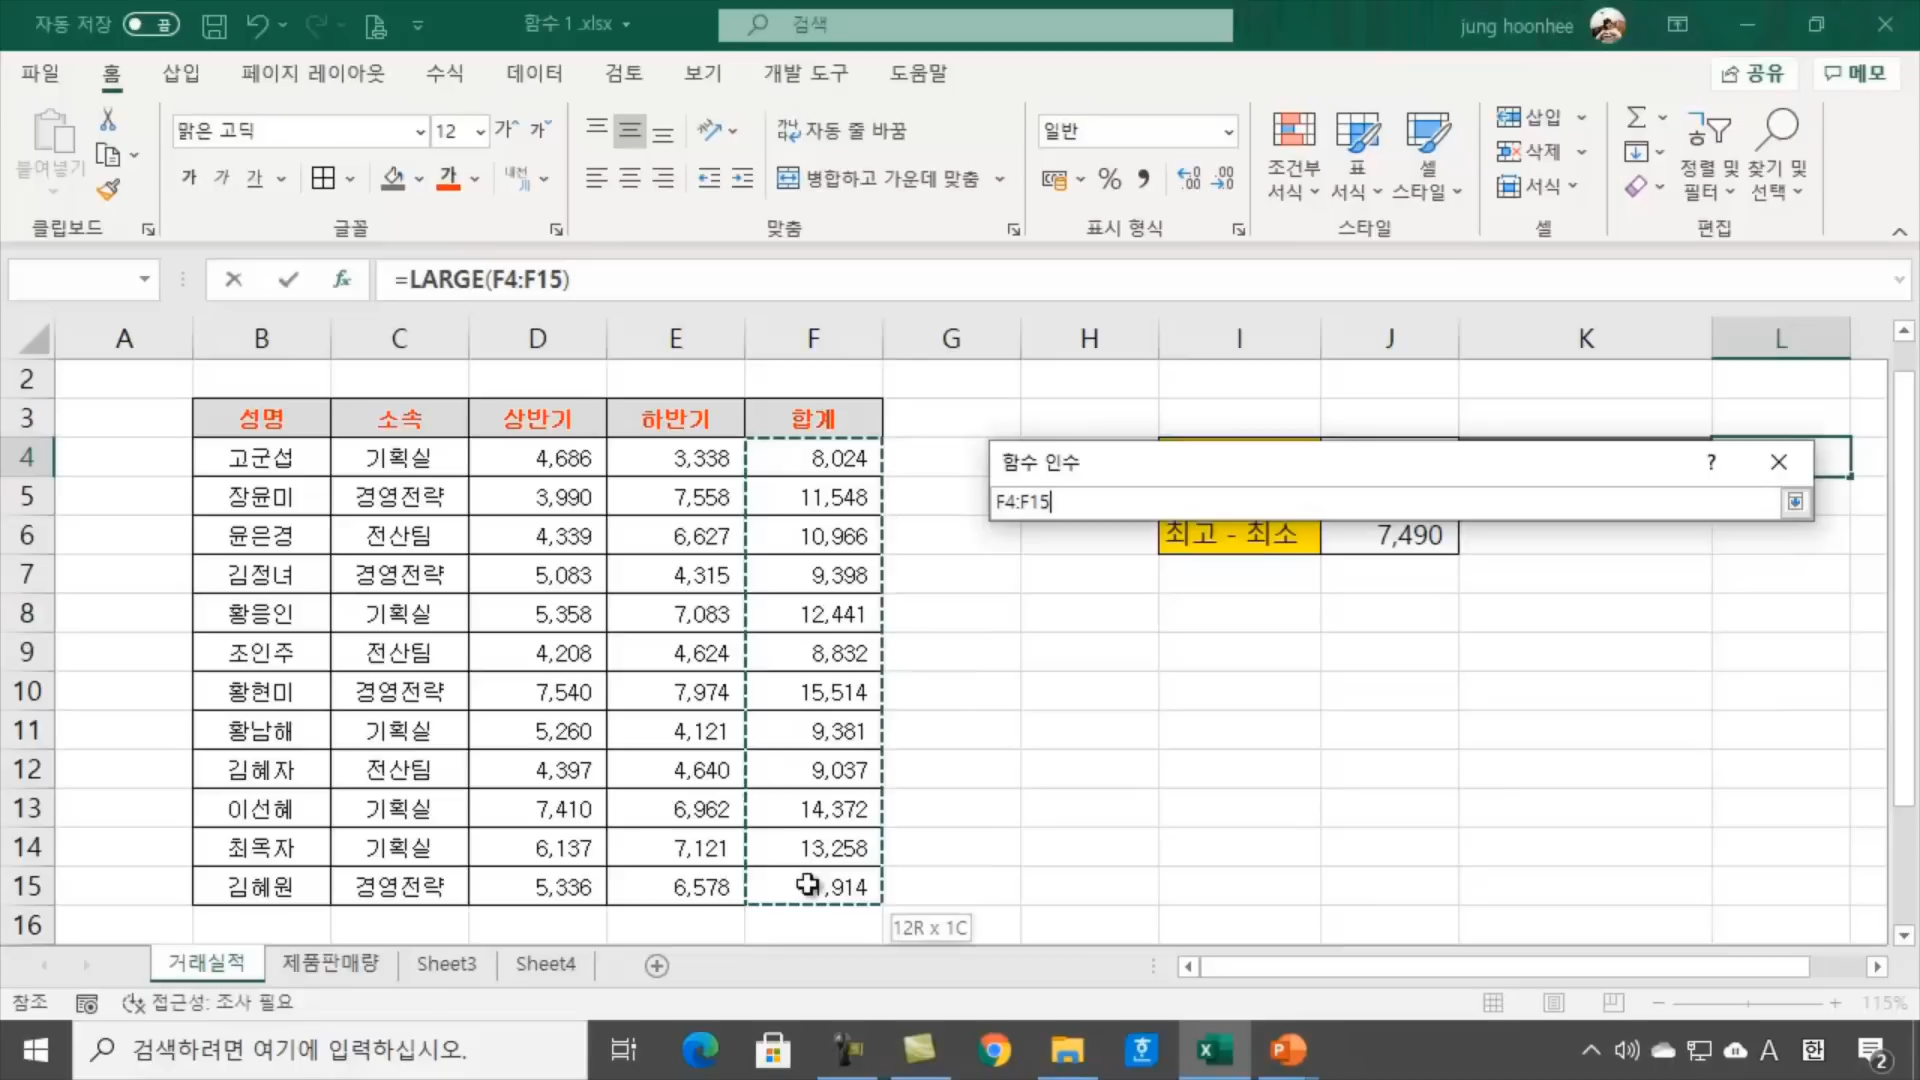 자동 저장 끔 함수 1 .xlsx 검색 jung hoonhee
파일 홈 삽입 페이지 레이아웃 수식 데이터 검토 보기 개발 도구 도움말 공유 메모
붙여넣기 맑은 고딕 12 가 가 자동 줄 바꿈 일반 조건부 서식 표 서식 셀 스타일 삽입 삭제 서식 정렬 및 필터 찾기 및 선택
가 가 가 가 내천 병합하고 가운데 맞춤 %
클립보드 글꼴 맞춤 표시 형식 스타일 셀 편집
fx =LARGE(F4:F15)
A B C D E F G H I J K L
2
3 성명 소속 상반기 하반기 합계
4 고군섭 기획실 4,686 3,338 8,024 함수 인수 ?
5 장윤미 경영전략 3,990 7,558 11,548 F4:F15
6 윤은경 전산팀 4,339 6,627 10,966 최고 - 최소 7,490
7 김정녀 경영전략 5,083 4,315 9,398
8 황응인 기획실 5,358 7,083 12,441
9 조인주 전산팀 4,208 4,624 8,832
10 황현미 경영전략 7,540 7,974 15,514
11 황남해 기획실 5,260 4,121 9,381
12 김혜자 전산팀 4,397 4,640 9,037
13 이선혜 기획실 7,410 6,962 14,372
14 최옥자 기획실 6,137 7,121 13,258
15 김혜원 경영전략 5,336 6,578 ,914
16 12R x 1C
거래실적 제품판매량 Sheet3 Sheet4
참조 접근성: 조사 필요 115%
검색하려면 여기에 입력하십시오. A 한 2